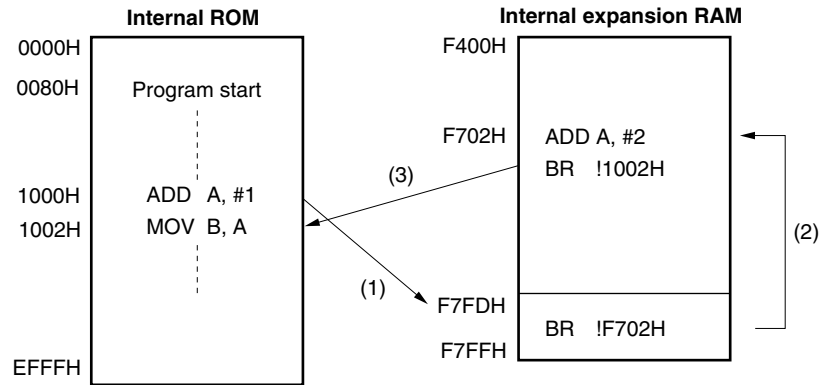 Internal ROM
0000H
0080H
Program start
1000H
ADD A, #1
1002H
MOV B, A
EFFFH
(1)
(3)
Internal expansion RAM
F400H
F702H
ADD A, #2
BR !1002H
(2)
F7FDH
BR !F702H
F7FFH